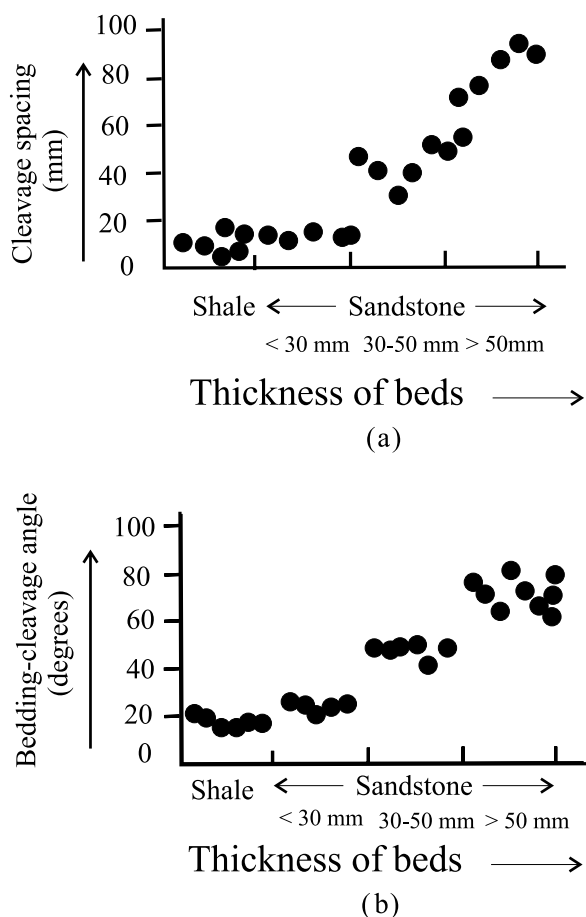 Cleavage spacing
(mm)
100
80
60
40
20
0
Shale
Sandstone
< 30 mm 30-50 mm > 50mm
Thickness of beds
(a)
Bedding-cleavage angle
(degrees)
100
80
60
40
20
0
Shale
Sandstone
< 30 mm 30-50 mm > 50 mm
Thickness of beds
(b)